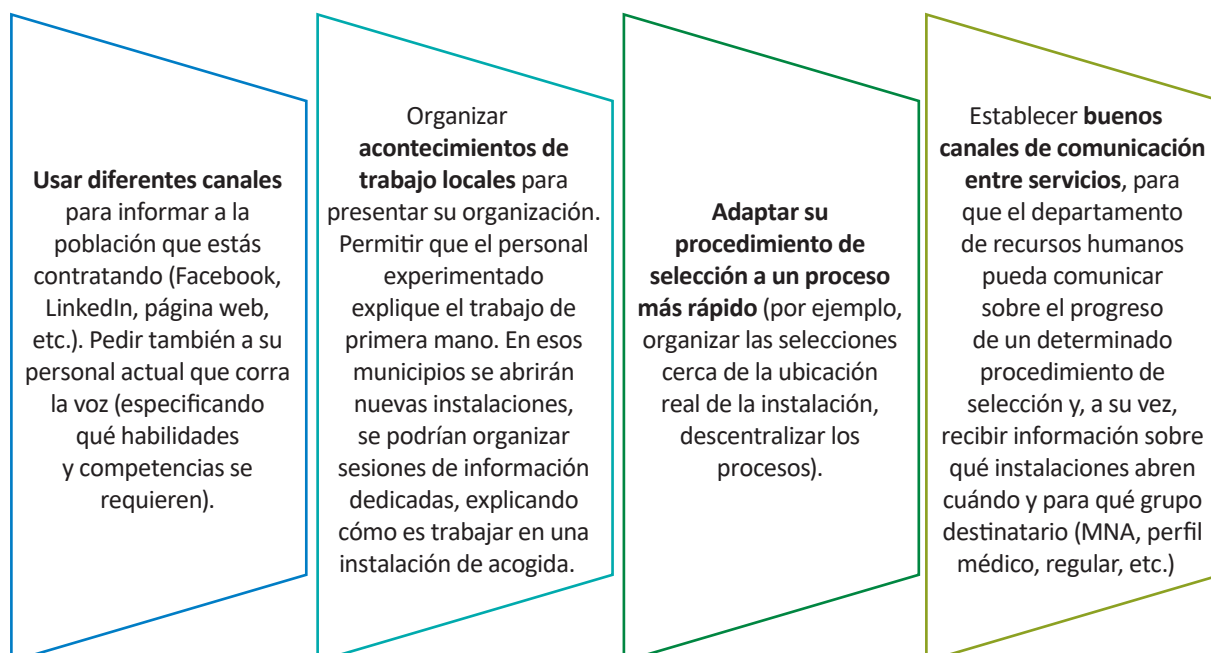 Usar diferentes canales
para informar a la
población que estás
contratando (Facebook,
LinkedIn, página web,
etc.). Pedir también a su
personal actual que corra
la voz (especificando
qué habilidades
y competencias se
requieren).
Organizar
acontecimientos de
trabajo locales para
presentar su organización.
Permitir que el personal
experimentado
explique el trabajo de
primera mano. En esos
municipios se abrirán
nuevas instalaciones,
se podrían organizar
sesiones de información
dedicadas, explicando
cómo es trabajar en una
instalación de acogida.
Adaptar su
procedimiento de
selección a un proceso
más rápido (por ejemplo,
organizar las selecciones
cerca de la ubicación
real de la instalación,
descentralizar los
procesos).
Establecer buenos
canales de comunicación
entre servicios, para
que el departamento
de recursos humanos
pueda comunicar
sobre el progreso
de un determinado
procedimiento de
selección y, a su vez,
recibir información sobre
qué instalaciones abren
cuándo y para qué grupo
destinatario (MNA, perfil
médico, regular, etc.)